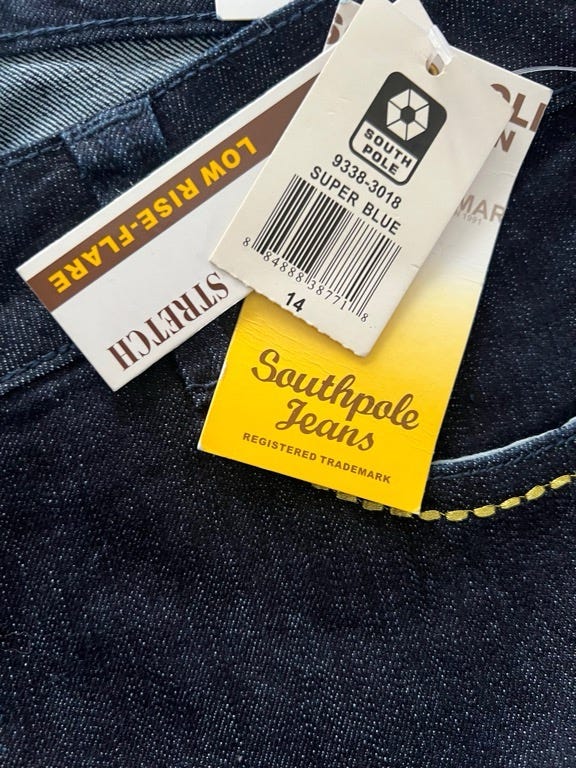 SOUTH
POLE
9338-3018
SUPER BLUE
8 84888 38771 8
14
LOW RISE-FLARE
STRETCH
Southpole
Jeans
REGISTERED TRADEMARK
1991